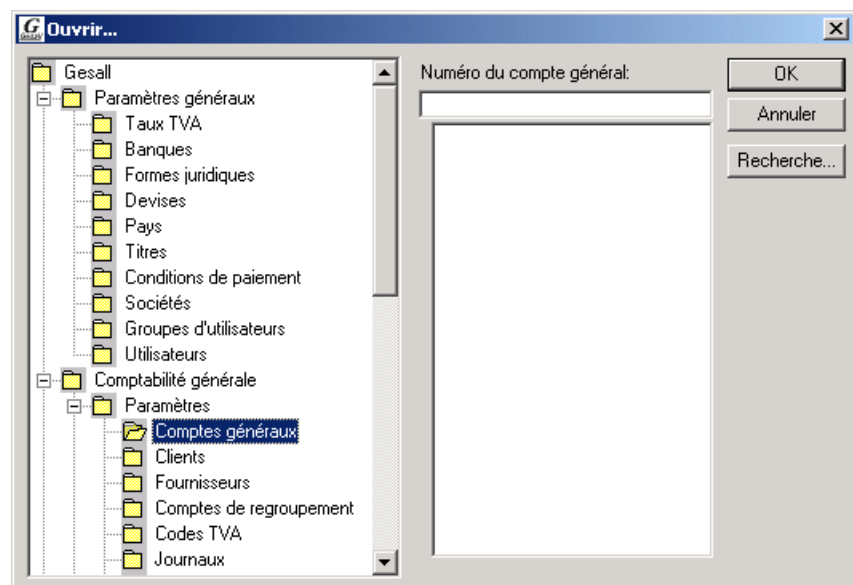 Ouvrir...
Gesall
Paramètres généraux
Taux TVA
Banques
Formes juridiques
Devises
Pays
Titres
Conditions de paiement
Sociétés
Groupes d'utilisateurs
Utilisateurs
Comptabilité générale
Paramètres
Comptes généraux
Clients
Fournisseurs
Comptes de regroupement
Codes TVA
Journaux
Numéro du compte général:
OK
Annuler
Recherche...